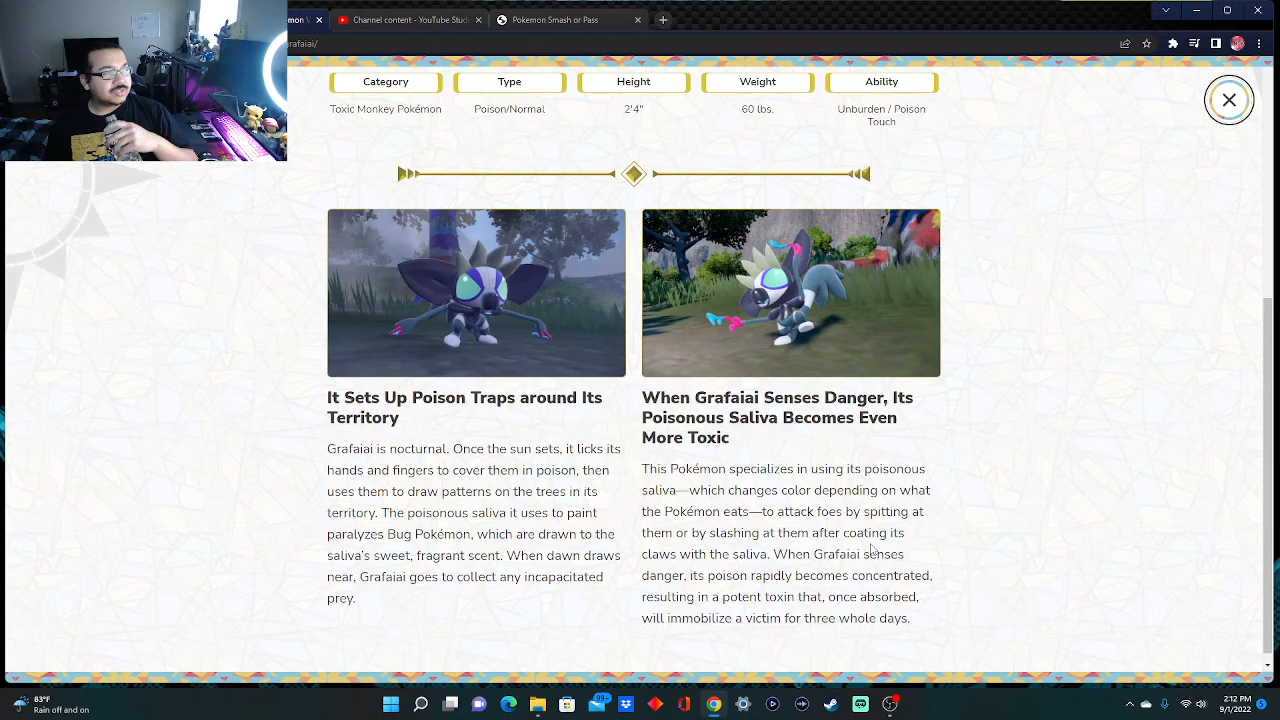 Channel content - YouTube Stud
Pokemon Smash or Pass
grafaiai/
Category Type Height Weight Ability
Toxic Monkey Pokémon Poison/Normal 2'4" 60 lbs. Unburden / Poison
Touch
It Sets Up Poison Traps around Its
Territory
Grafaiai is nocturnal. Once the sun sets, it licks its
hands and fingers to cover them in poison, then
uses them to draw patterns on the trees in its
territory. The poisonous saliva it uses to paint
paralyzes Bug Pokémon, which are drawn to the
saliva's sweet, fragrant scent. When dawn draws
near, Grafaiai goes to collect any incapacitated
prey.
When Grafaiai Senses Danger, Its
Poisonous Saliva Becomes Even
More Toxic
This Pokémon specializes in using its poisonous
saliva—which changes color depending on what
the Pokémon eats—to attack foes by spitting at
them or by slashing at them after coating its
claws with the saliva. When Grafaiai senses
danger, its poison rapidly becomes concentrated,
resulting in a potent toxin that, once absorbed,
will immobilize a victim for three whole days.
83°F
Rain off and on
99+
2:12 PM
9/1/2022